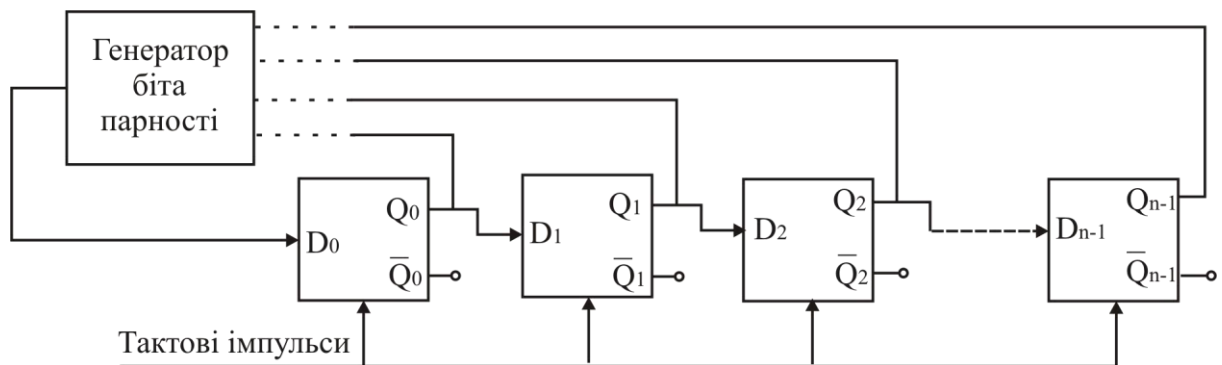 Генератор
біта
парності
D₀
Q₀
Q̅₀
D₁
Q₁
Q̅₁
D₂
Q₂
Q̅₂
Dₙ₋₁
Qₙ₋₁
Q̅ₙ₋₁
Тактові імпульси